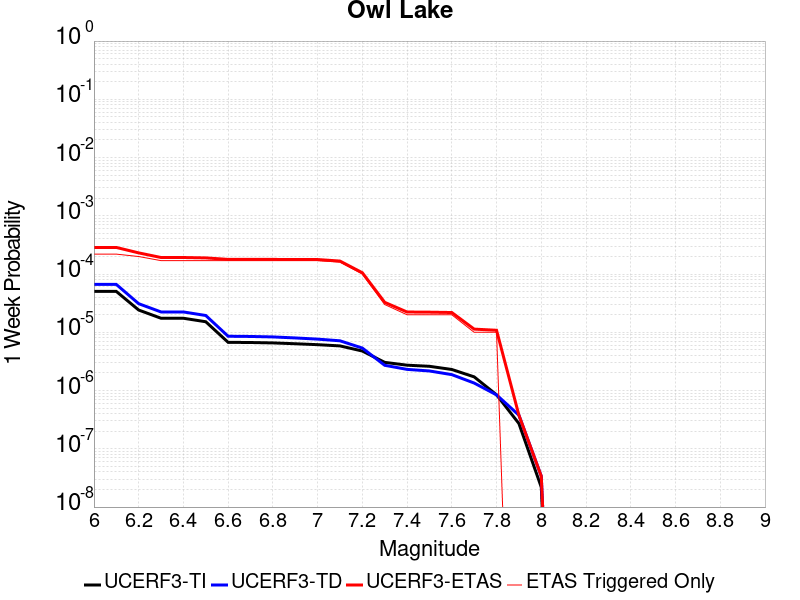 Owl Lake
10^0
10^-1
10^-2
10^-3
10^-4
10^-5
10^-6
10^-7
10^-8
1 Week Probability
6 6.2 6.4 6.6 6.8 7 7.2 7.4 7.6 7.8 8 8.2 8.4 8.6 8.8 9
Magnitude
UCERF3-TI UCERF3-TD UCERF3-ETAS ETAS Triggered Only